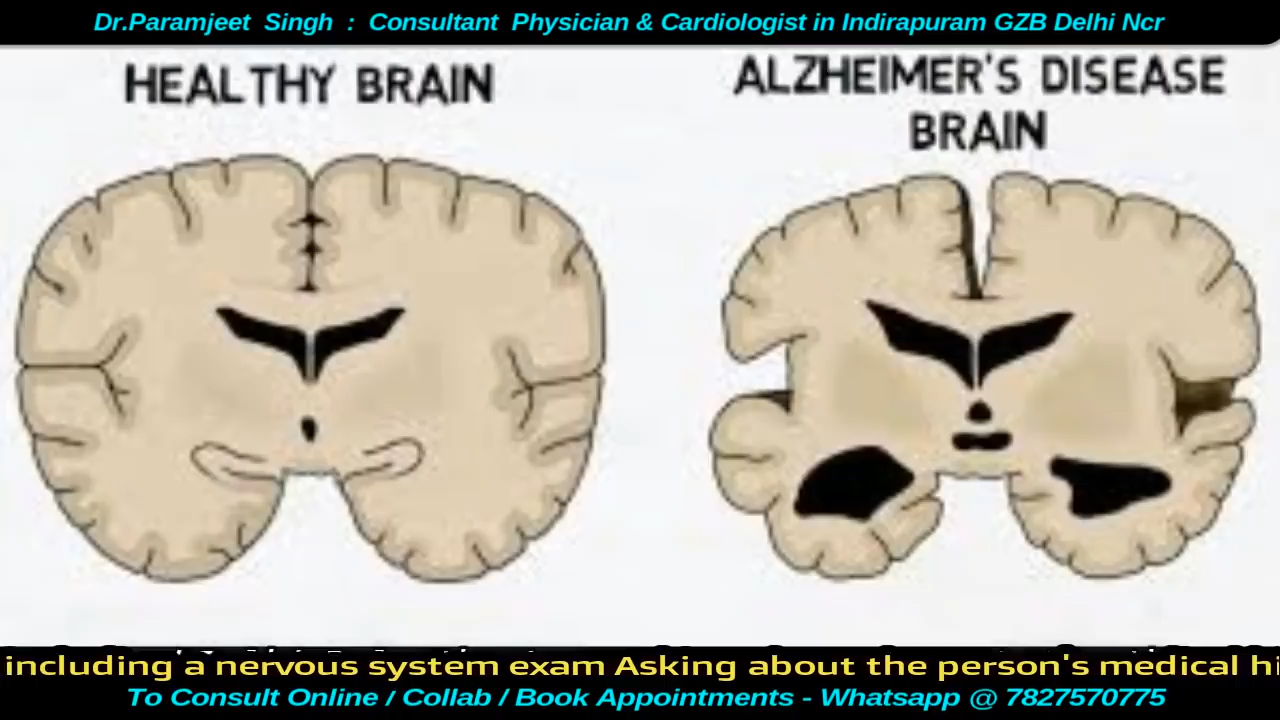 Dr.Paramjeet Singh : Consultant Physician & Cardiologist in Indirapuram GZB Delhi Ncr
HEALTHY BRAIN
ALZHEIMER'S DISEASE
BRAIN
including a nervous system exam Asking about the person's medical hi
To Consult Online / Collab / Book Appointments - Whatsapp @ 7827570775